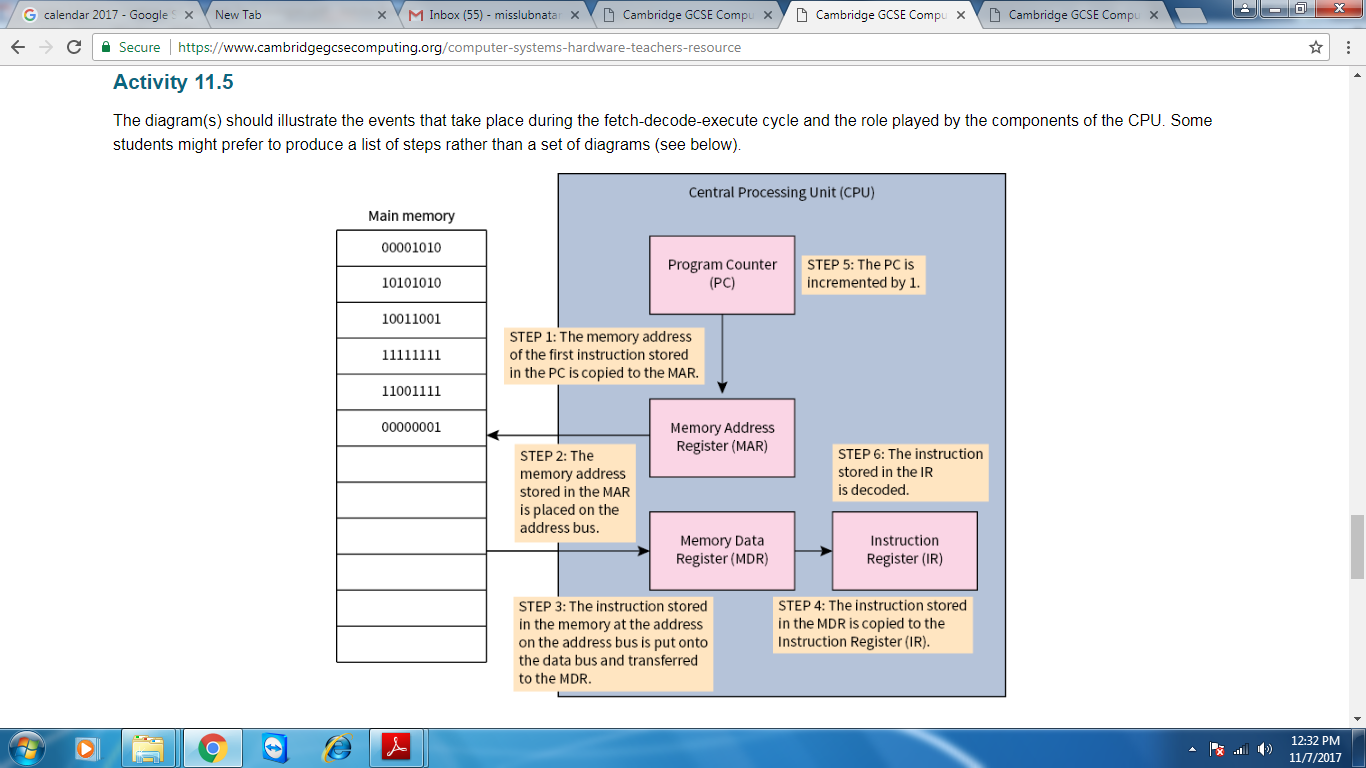 calendar 2017 - Google S
New Tab
Inbox (55) - misslubnatar
Cambridge GCSE Compu
Cambridge GCSE Compu
Cambridge GCSE Compu
Secure
https://www.cambridgegcsecomputing.org/computer-systems-hardware-teachers-resource
Activity 11.5
The diagram(s) should illustrate the events that take place during the fetch-decode-execute cycle and the role played by the components of the CPU. Some
students might prefer to produce a list of steps rather than a set of diagrams (see below).
Central Processing Unit (CPU)
Main memory
00001010
10101010
10011001
11111111
11001111
00000001
Program Counter
(PC)
STEP 5: The PC is
incremented by 1.
STEP 1: The memory address
of the first instruction stored
in the PC is copied to the MAR.
Memory Address
Register (MAR)
STEP 2: The
memory address
stored in the MAR
is placed on the
address bus.
STEP 6: The instruction
stored in the IR
is decoded.
Memory Data
Register (MDR)
Instruction
Register (IR)
STEP 3: The instruction stored
in the memory at the address
on the address bus is put onto
the data bus and transferred
to the MDR.
STEP 4: The instruction stored
in the MDR is copied to the
Instruction Register (IR).
12:32 PM
11/7/2017